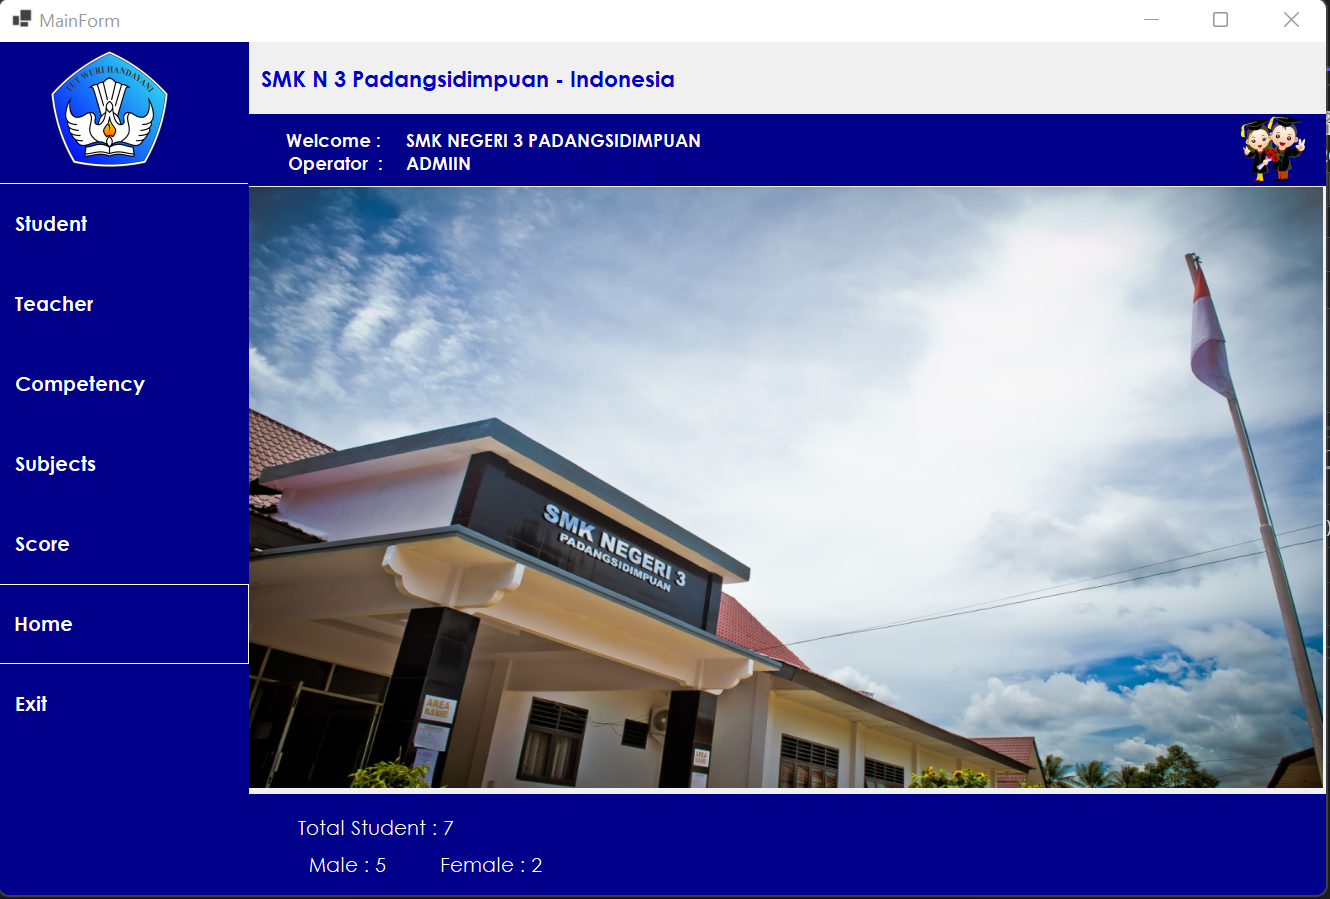 MainForm
TUT WURI HANDAYANI
SMK N 3 Padangsidimpuan - Indonesia
Welcome : SMK NEGERI 3 PADANGSIDIMPUAN
Operator : ADMIIN
Student
Teacher
Competency
Subjects
Score
Home
Exit
SMK NEGERI 3
PADANGSIDIMPUAN
AREA
AREA
Total Student : 7
Male : 5 Female : 2